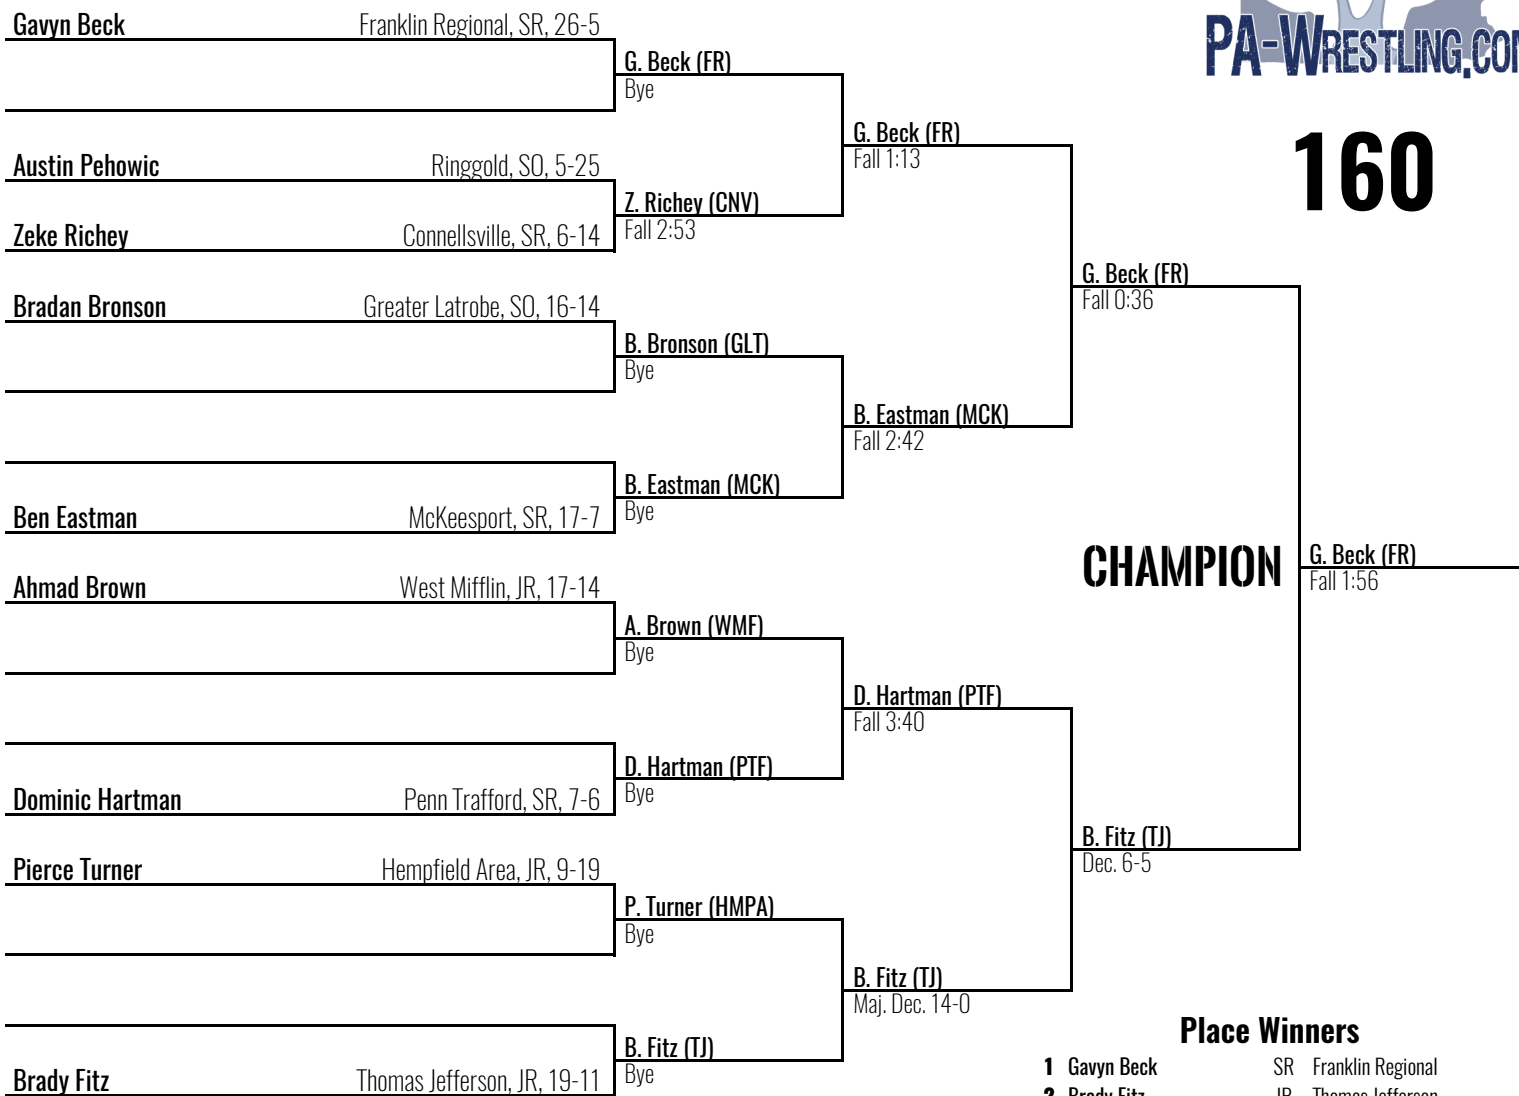 Gavyn Beck Franklin Regional, SR, 26-5
G. Beck (FR)
Bye
Austin Pehowic Ringgold, SO, 5-25
Z. Richey (CNV)
Fall 2:53
Zeke Richey Connellsville, SR, 6-14
G. Beck (FR)
Fall 1:13
Bradan Bronson Greater Latrobe, SO, 16-14
B. Bronson (GLT)
Bye
B. Eastman (MCK)
Bye
Ben Eastman McKeesport, SR, 17-7
B. Eastman (MCK)
Fall 2:42
G. Beck (FR)
Fall 0:36
Ahmad Brown West Mifflin, JR, 17-14
A. Brown (WMF)
Bye
D. Hartman (PTF)
Bye
Dominic Hartman Penn Trafford, SR, 7-6
D. Hartman (PTF)
Fall 3:40
Pierce Turner Hempfield Area, JR, 9-19
P. Turner (HMPA)
Bye
B. Fitz (TJ)
Bye
Brady Fitz Thomas Jefferson, JR, 19-11
B. Fitz (TJ)
Maj. Dec. 14-0
B. Fitz (TJ)
Dec. 6-5
PA-WRESTLING.CO
160
CHAMPION
G. Beck (FR)
Fall 1:56
Place Winners
1 Gavyn Beck SR Franklin Regional
2 Brady Fitz JR Thomas Jefferson